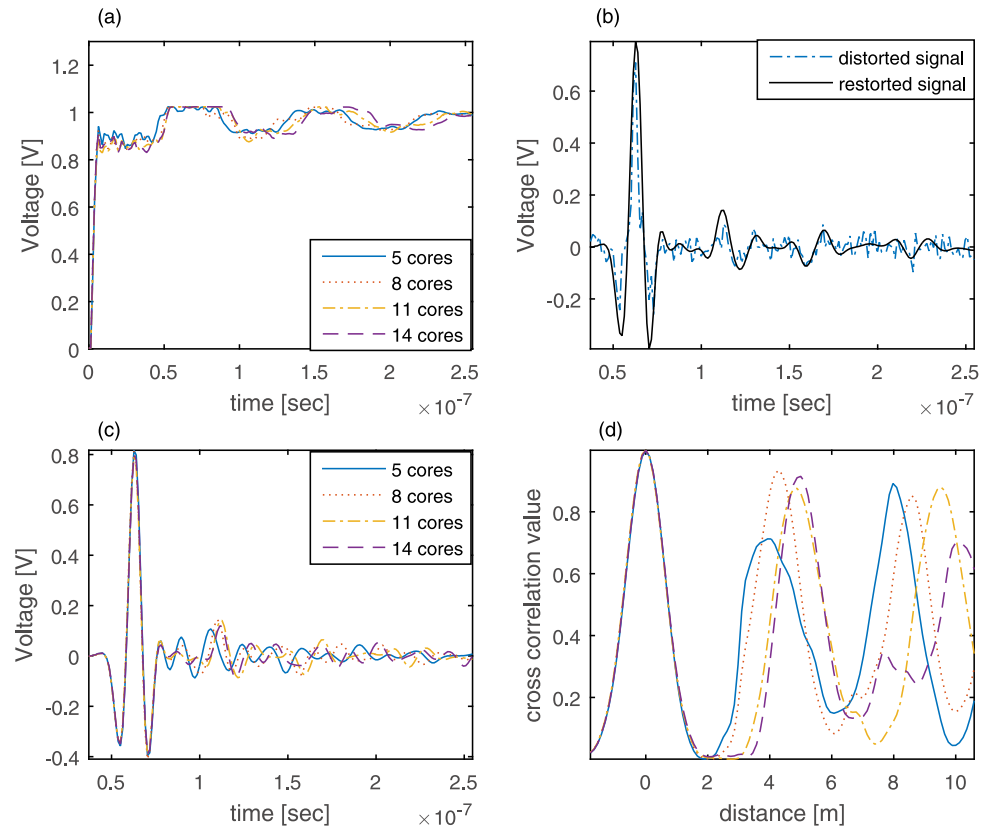 (a)
Voltage [V]
1.2
1
0.8
0.6
0.4
0.2
0
5 cores
8 cores
11 cores
14 cores
0 0.5 1 1.5 2 2.5
time [sec]
×10⁻⁷
(b)
Voltage [V]
0.6
0.4
0.2
0
-0.2
distorted signal
restorted signal
0.5 1 1.5 2 2.5
time [sec]
×10⁻⁷
(c)
Voltage [V]
0.8
0.6
0.4
0.2
0
-0.2
-0.4
5 cores
8 cores
11 cores
14 cores
0.5 1 1.5 2 2.5
time [sec]
×10⁻⁷
(d)
cross correlation value
0.8
0.6
0.4
0.2
0 2 4 6 8 10
distance [m]